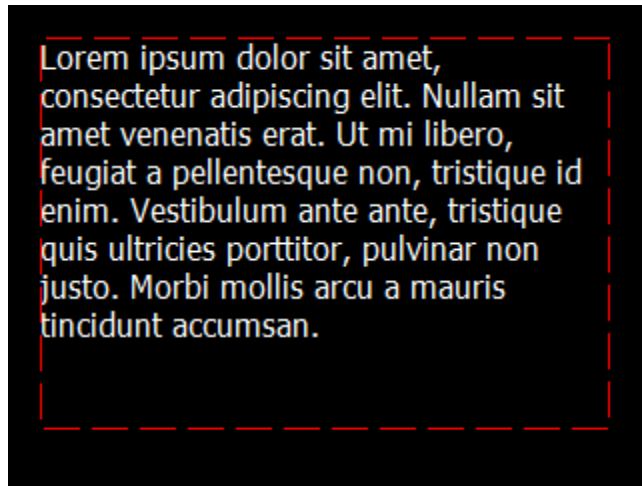 Lorem ipsum dolor sit amet,
consectetur adipiscing elit. Nullam sit
amet venenatis erat. Ut mi libero,
feugiat a pellentesque non, tristique id
enim. Vestibulum ante ante, tristique
quis ultricies porttitor, pulvinar non
justo. Morbi mollis arcu a mauris
tincidunt accumsan.